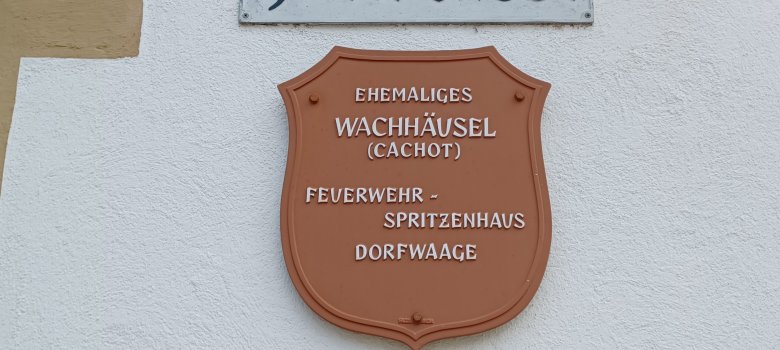 EHEMALIGES
WACHHÄUSEL
(CACHOT)
FEUERWEHR -
SPRITZENHAUS
DORFWAAGE